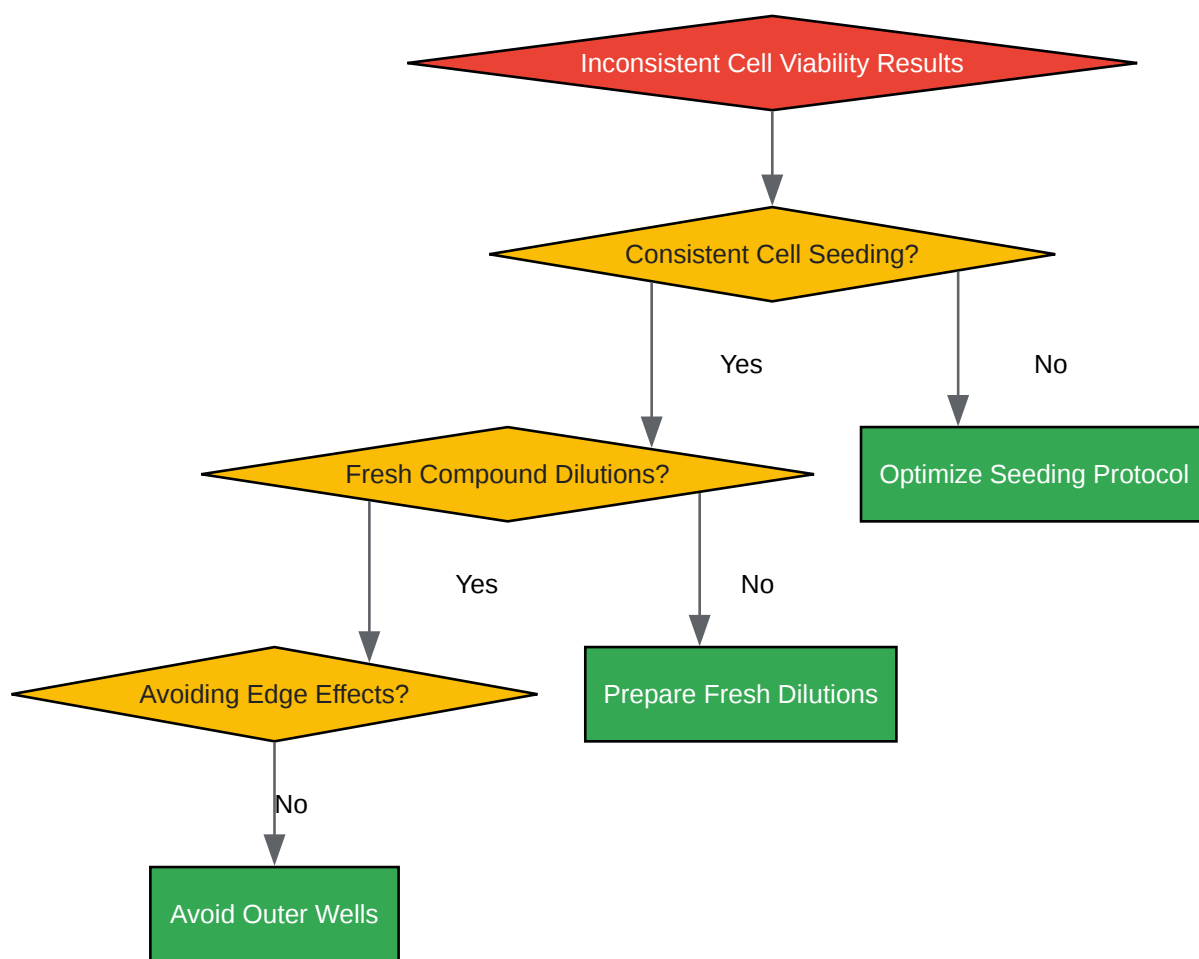 Inconsistent Cell Viability Results
Consistent Cell Seeding?
Yes
No
Fresh Compound Dilutions?
Optimize Seeding Protocol
Yes
No
Avoiding Edge Effects?
Prepare Fresh Dilutions
No
Avoid Outer Wells